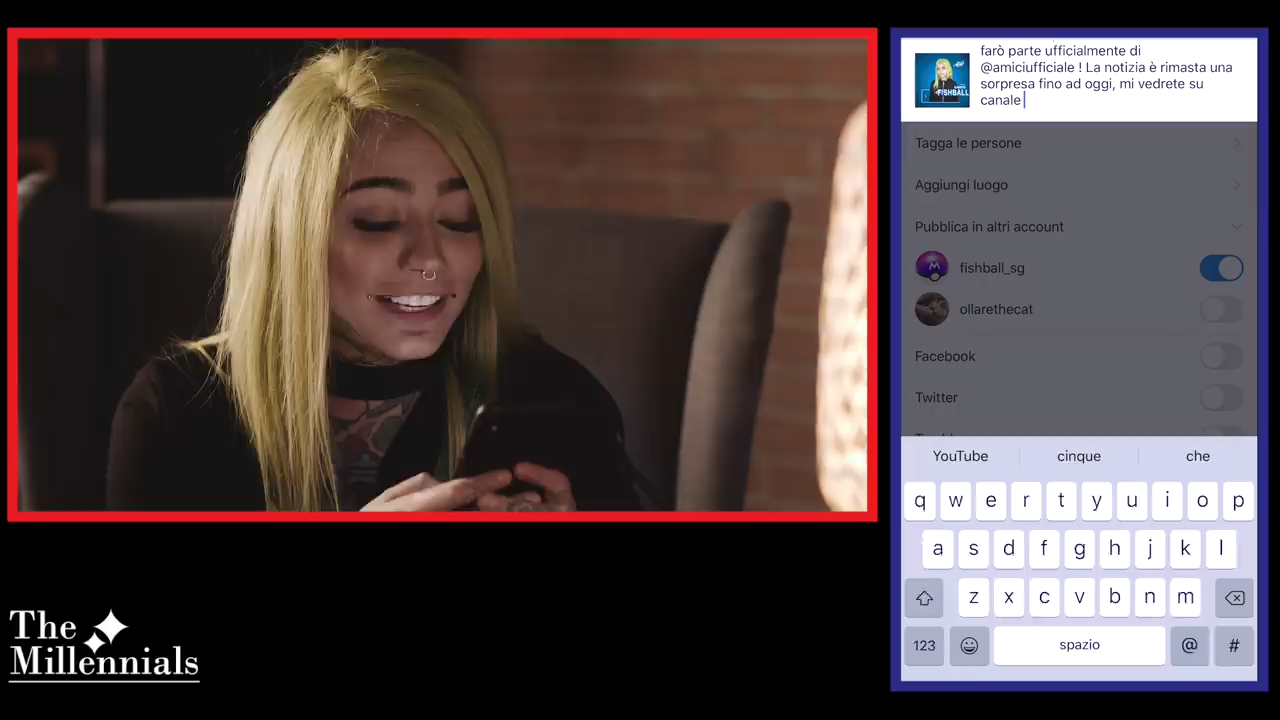 farò parte ufficialmente di
@amiciufficiale ! La notizia è rimasta una
sorpresa fino ad oggi, mi vedrete su
canale
FISHBALL
Tagga le persone
Aggiungi luogo
Pubblica in altri account
M
fishball_sg
ollarethecat
Facebook
Twitter
YouTube cinque che
q w e r t y u i o p
a s d f g h j k l
z x c v b n m
123 spazio @ #
The
Millennials